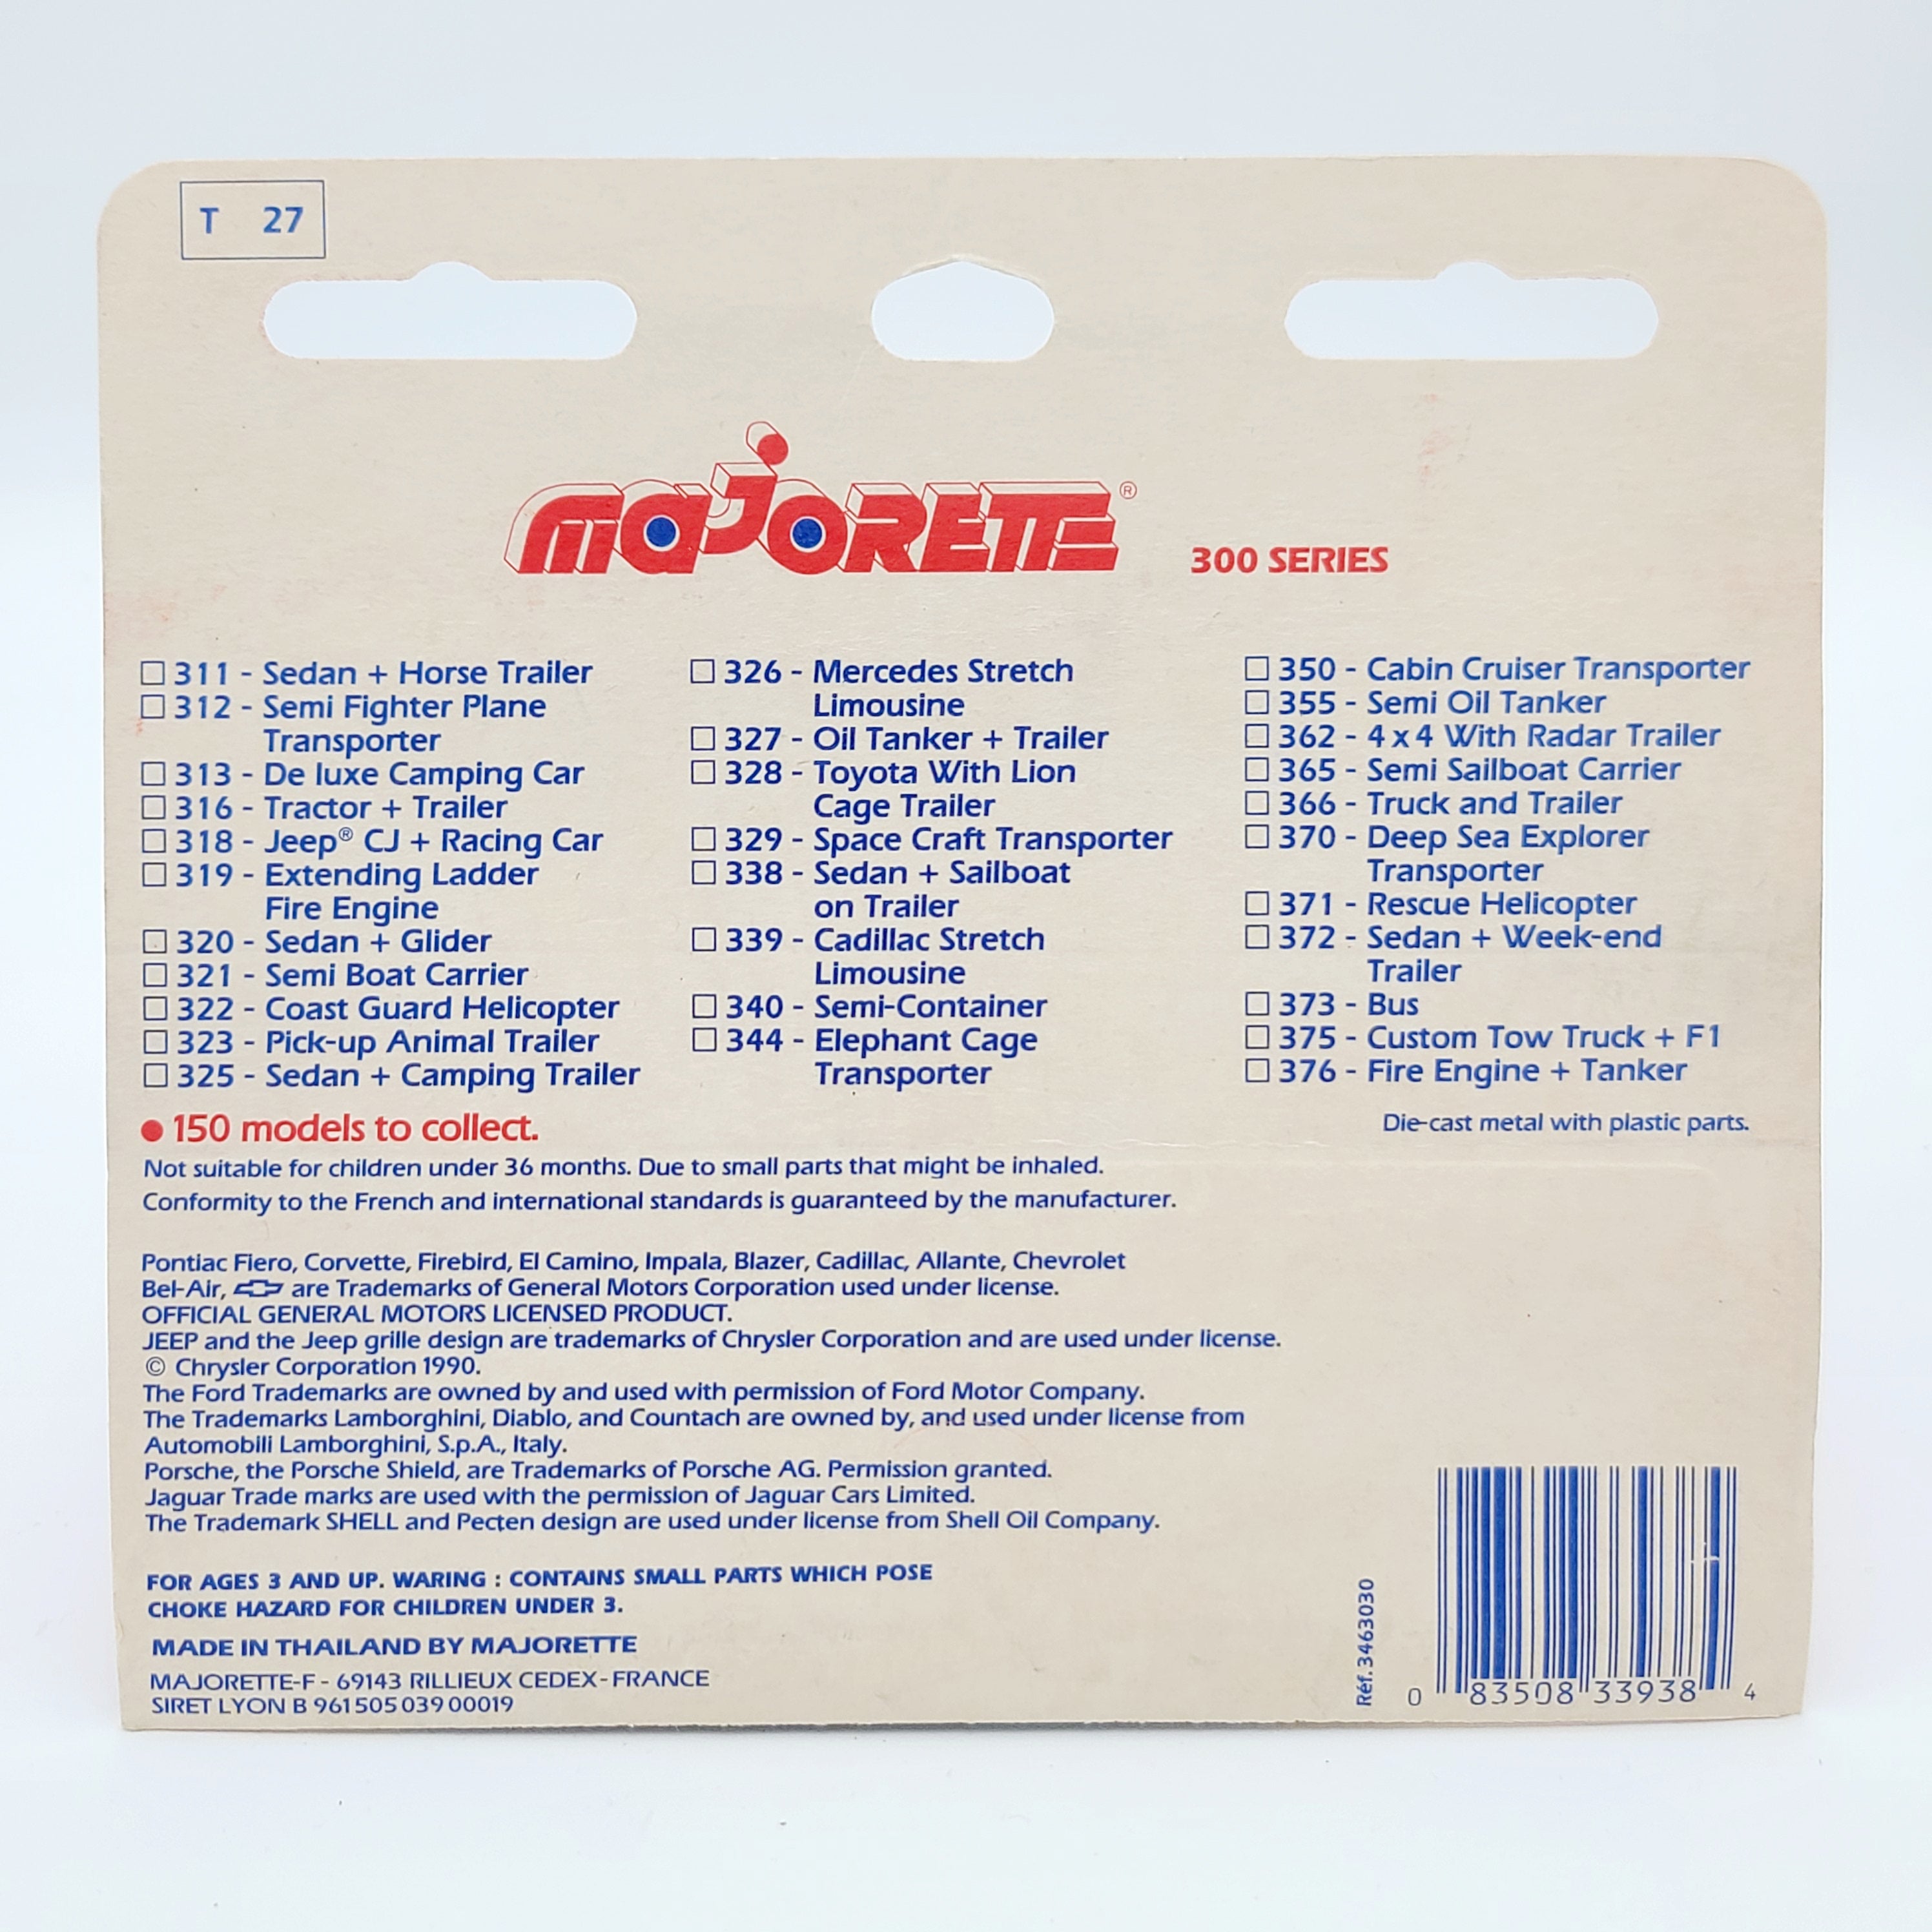 T 27
MAJORETTE®
300 SERIES
311 - Sedan + Horse Trailer
312 - Semi Fighter Plane
Transporter
313 - De luxe Camping Car
316 - Tractor + Trailer
318 - Jeep® CJ + Racing Car
319 - Extending Ladder
Fire Engine
320 - Sedan + Glider
321 - Semi Boat Carrier
322 - Coast Guard Helicopter
323 - Pick-up Animal Trailer
325 - Sedan + Camping Trailer
326 - Mercedes Stretch
Limousine
327 - Oil Tanker + Trailer
328 - Toyota With Lion
Cage Trailer
329 - Space Craft Transporter
338 - Sedan + Sailboat
on Trailer
339 - Cadillac Stretch
Limousine
340 - Semi-Container
344 - Elephant Cage
Transporter
350 - Cabin Cruiser Transporter
355 - Semi Oil Tanker
362 - 4 x 4 With Radar Trailer
365 - Semi Sailboat Carrier
366 - Truck and Trailer
370 - Deep Sea Explorer
Transporter
371 - Rescue Helicopter
372 - Sedan + Week-end
Trailer
373 - Bus
375 - Custom Tow Truck + F1
376 - Fire Engine + Tanker
● 150 models to collect.
Die-cast metal with plastic parts.
Not suitable for children under 36 months. Due to small parts that might be inhaled.
Conformity to the French and international standards is guaranteed by the manufacturer.
Pontiac Fiero, Corvette, Firebird, El Camino, Impala, Blazer, Cadillac, Allante, Chevrolet
Bel-Air, are Trademarks of General Motors Corporation used under license.
OFFICIAL GENERAL MOTORS LICENSED PRODUCT.
JEEP and the Jeep grille design are trademarks of Chrysler Corporation and are used under license.
© Chrysler Corporation 1990.
The Ford Trademarks are owned by and used with permission of Ford Motor Company.
The Trademarks Lamborghini, Diablo, and Countach are owned by, and used under license from
Automobili Lamborghini, S.p.A., Italy.
Porsche, the Porsche Shield, are Trademarks of Porsche AG. Permission granted.
Jaguar Trade marks are used with the permission of Jaguar Cars Limited.
The Trademark SHELL and Pecten design are used under license from Shell Oil Company.
FOR AGES 3 AND UP. WARING : CONTAINS SMALL PARTS WHICH POSE
CHOKE HAZARD FOR CHILDREN UNDER 3.
MADE IN THAILAND BY MAJORETTE
MAJORETTE-F - 69143 RILLIEUX CEDEX - FRANCE
SIRET LYON B 961 505 039 00019
Réf. 3463030
0 83508 33938 4